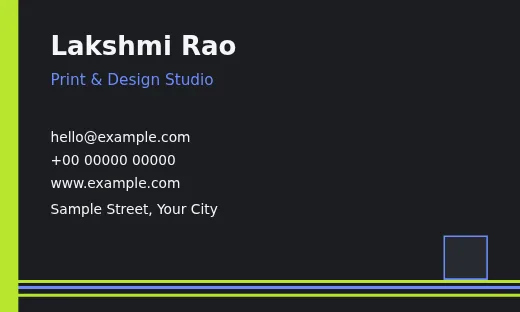 Lakshmi Rao
Print & Design Studio
hello@example.com
+00 00000 00000
www.example.com
Sample Street, Your City